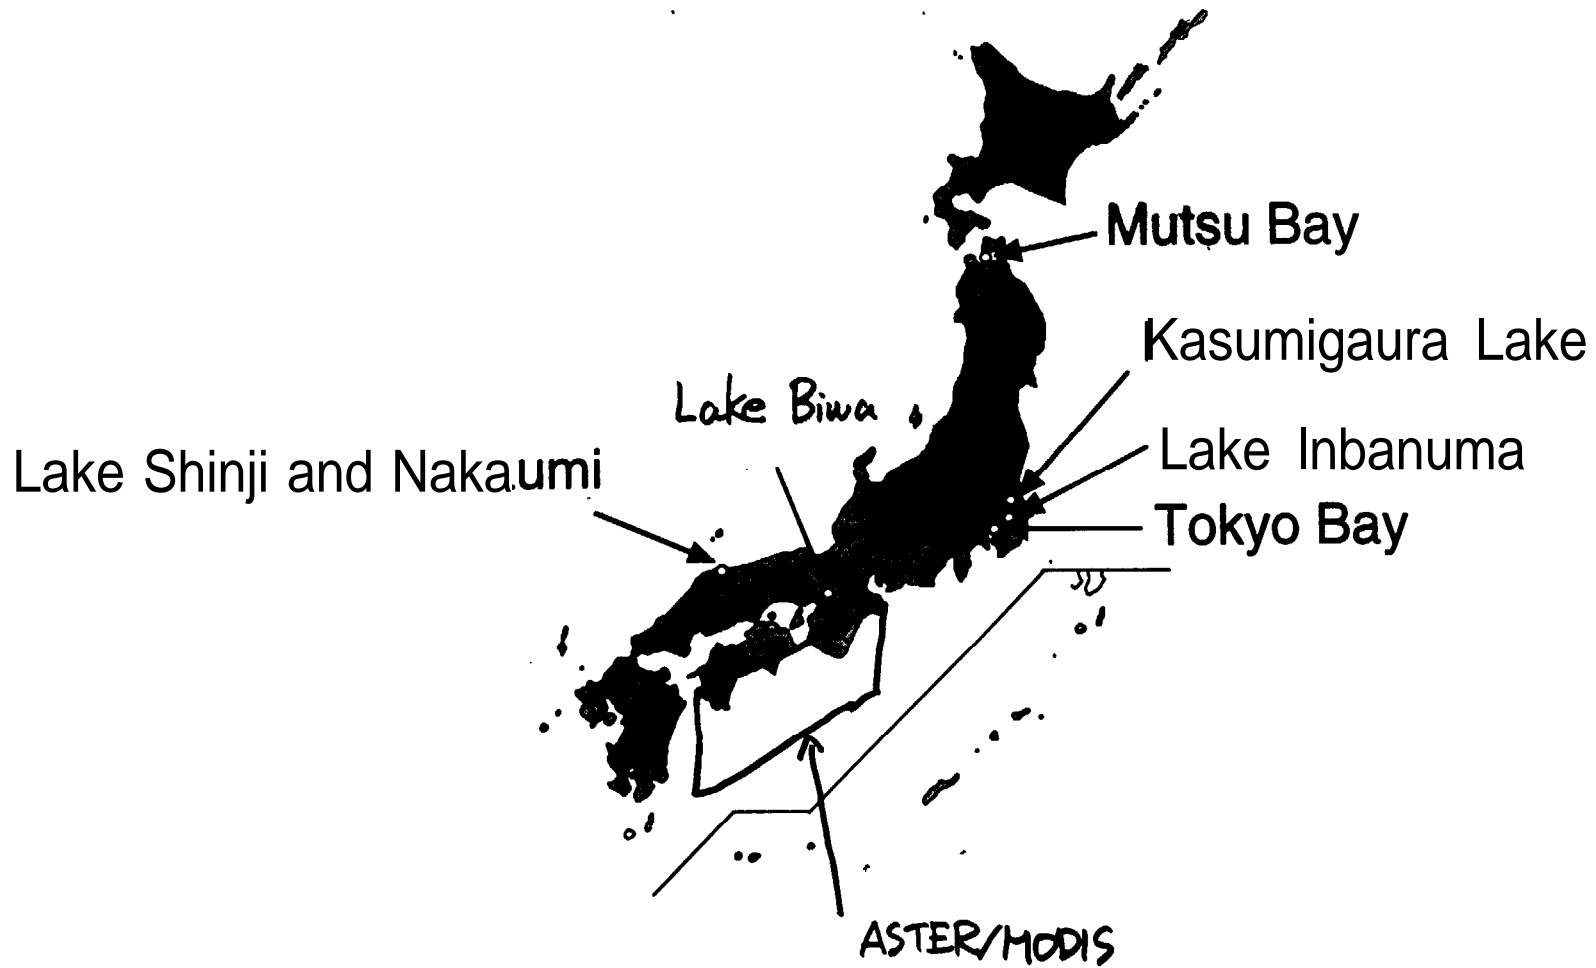 Mutsu Bay
Kasumigaura Lake
Lake Biwa
Lake Shinji and Nakaumi
Lake Inbanuma
Tokyo Bay
ASTER/MODIS